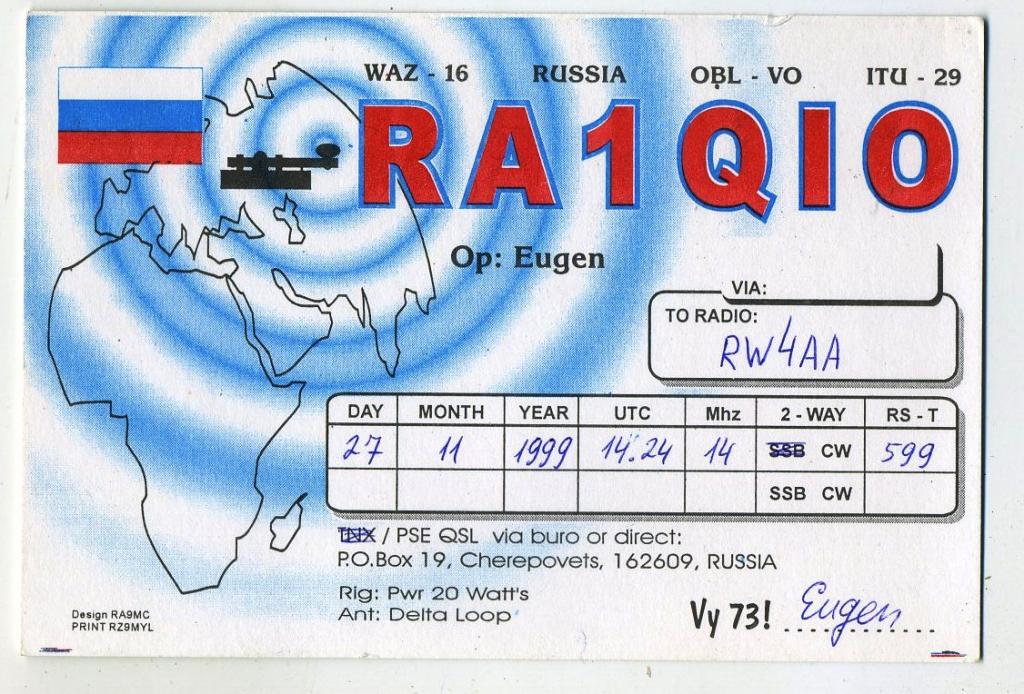 WAZ - 16 RUSSIA OBL - VO ITU - 29
RA1QIO
Op: Eugen
VIA:
TO RADIO:
RW4AA
DAY MONTH YEAR UTC Mhz 2 - WAY RS - T
27 11 1999 14.24 14 SSB CW 599
SSB CW
TNX / PSE QSL via buro or direct:
P.O.Box 19, Cherepovets, 162609, RUSSIA
Rig: Pwr 20 Watt's
Ant: Delta Loop
Vy 73! Eugen
Design RA9MC
PRINT RZ9MYL